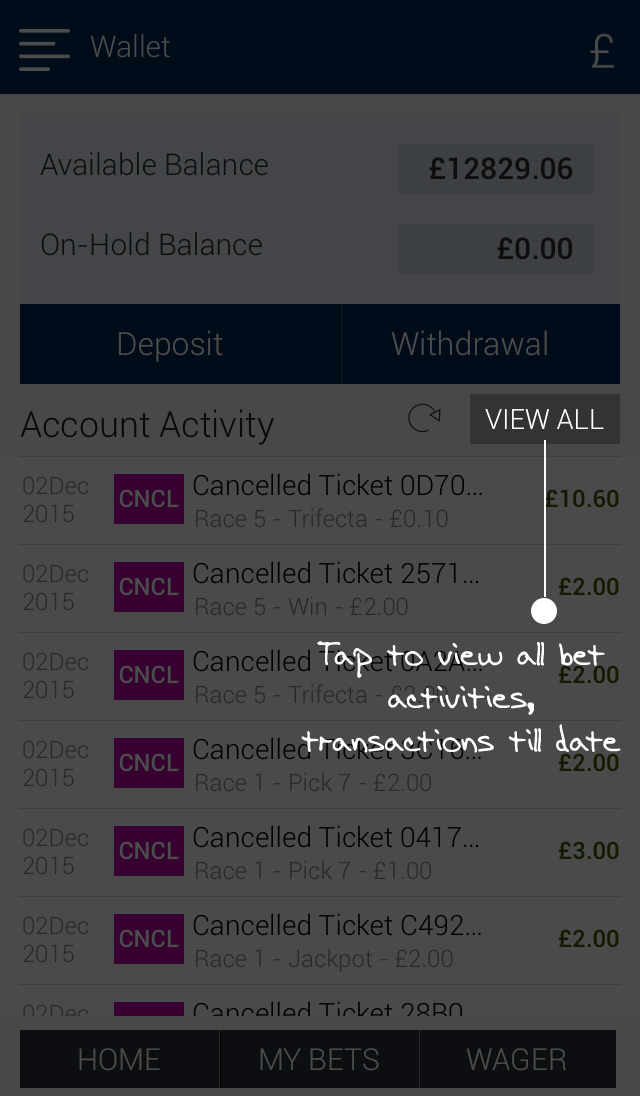 Wallet £
Available Balance £12829.06
On-Hold Balance £0.00
Deposit Withdrawal
Account Activity VIEW ALL
02Dec 2015 CNCL Cancelled Ticket 0D70... £10.60
Race 5 - Trifecta - £0.10
02Dec 2015 CNCL Cancelled Ticket 2571... £2.00
Race 5 - Win - £2.00
02Dec 2015 CNCL Cancelled Ticket 0A2A... £2.00
Race 5 - Trifecta -
Tap to view all bet
activities,
transactions till date
02Dec 2015 CNCL Cancelled Ticket £2.00
Race 1 - Pick 7 - £2.00
02Dec 2015 CNCL Cancelled Ticket 0417... £3.00
Race 1 - Pick 7 - £1.00
02Dec 2015 CNCL Cancelled Ticket C492... £2.00
Race 1 - Jackpot - £2.00
02Dec Cancelled Ticket 28B0
HOME MY BETS WAGER